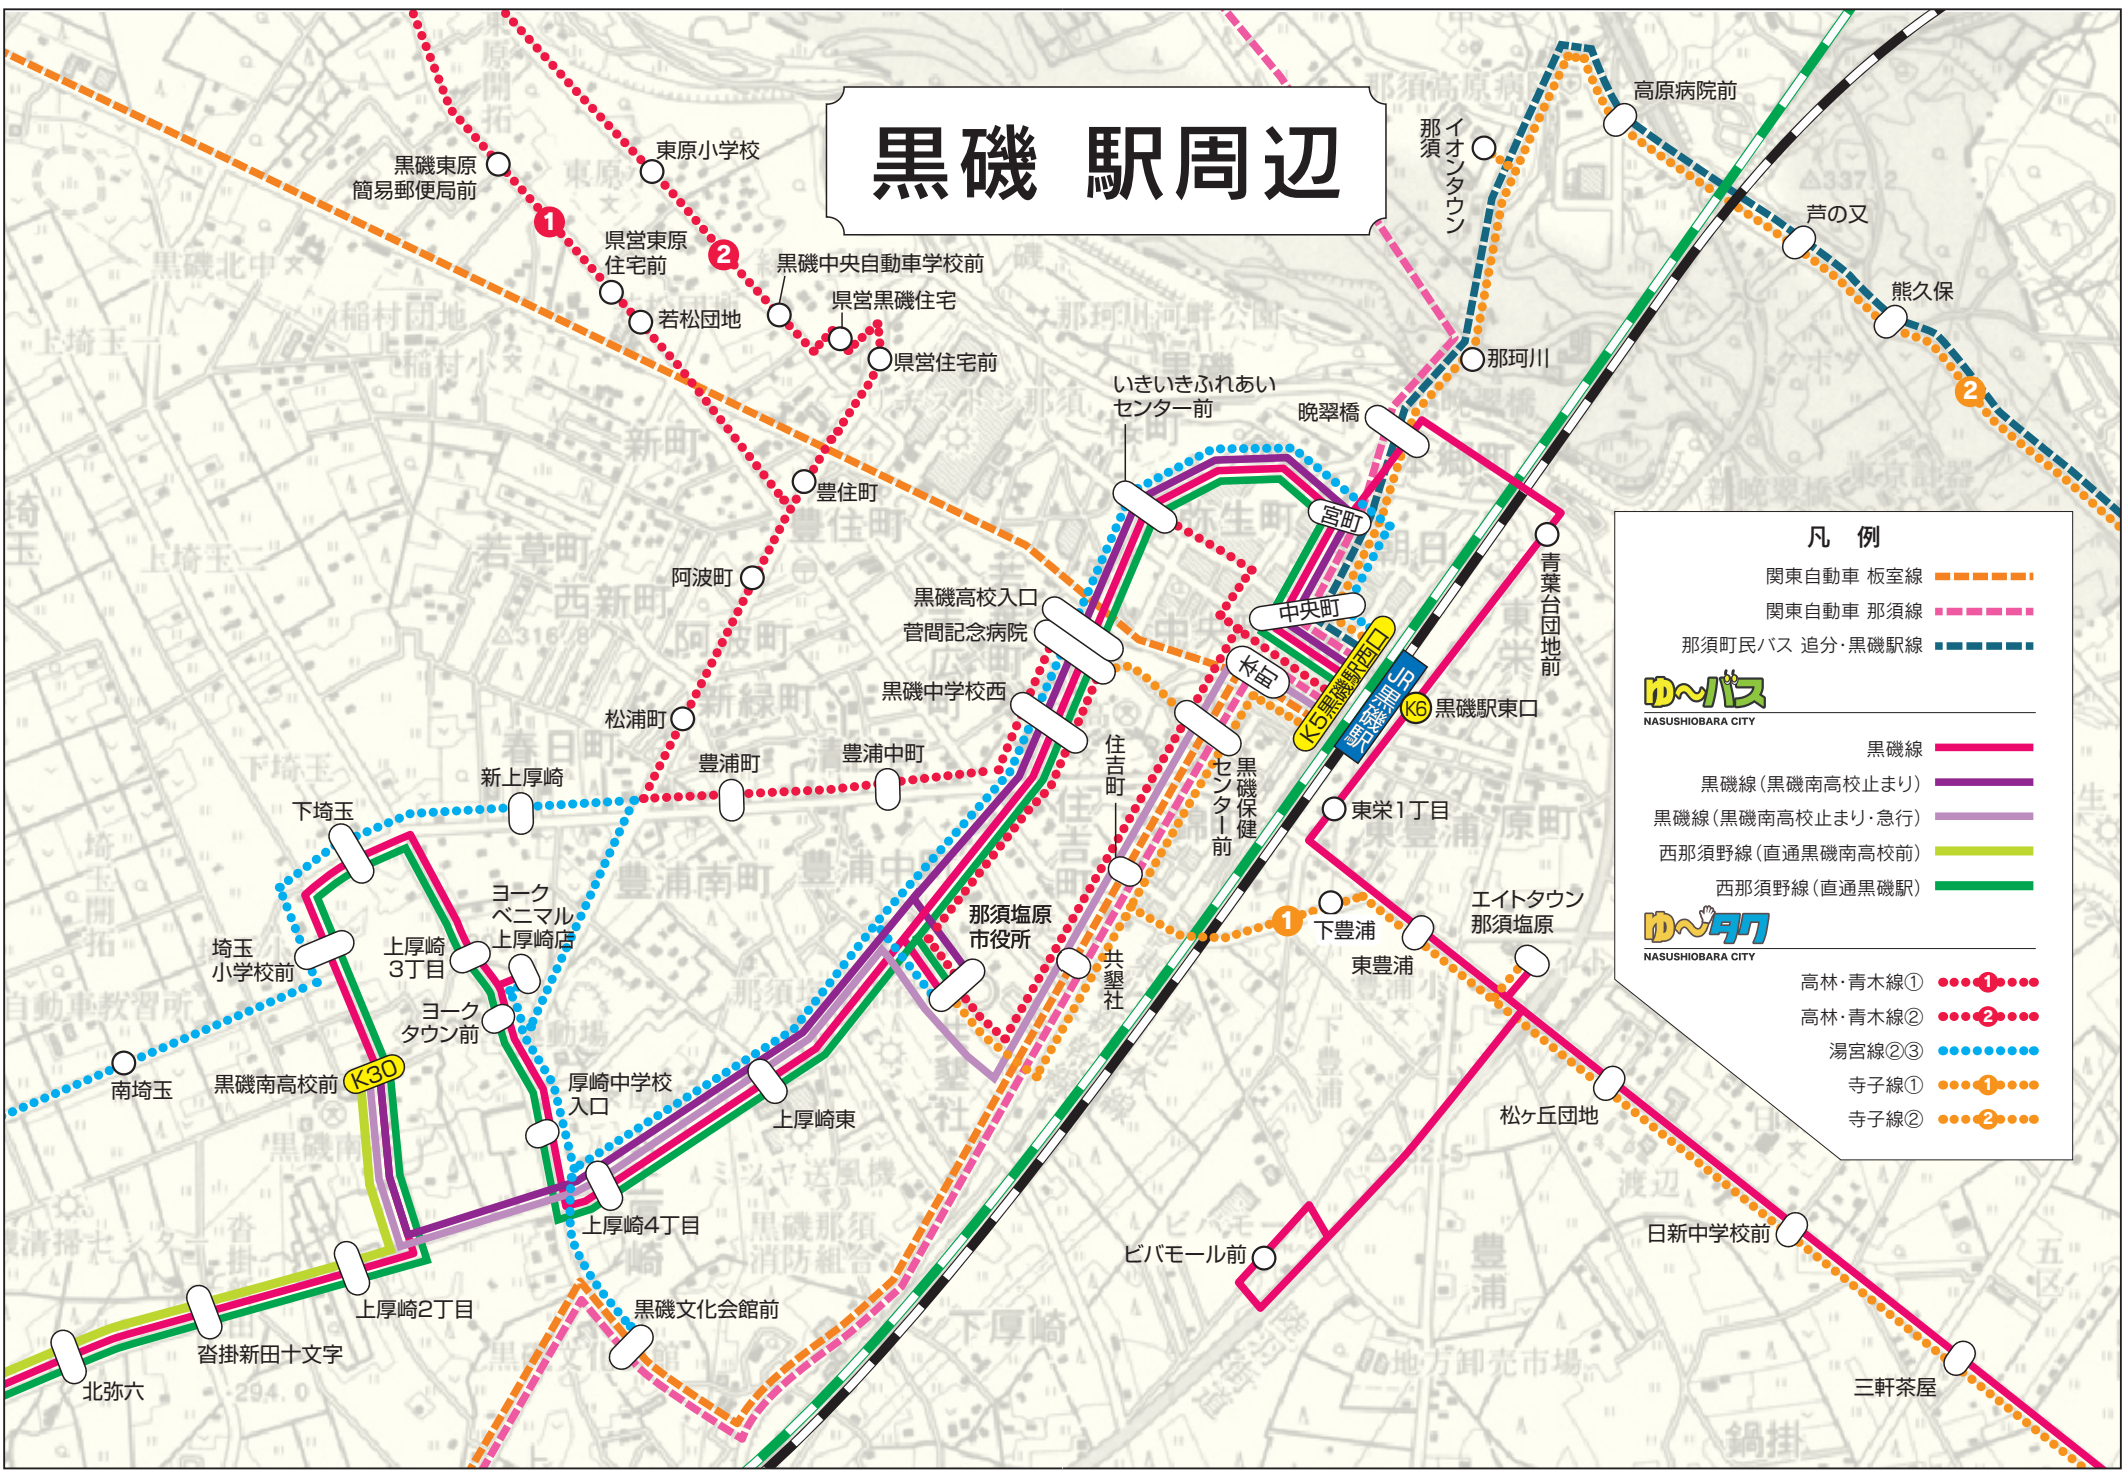 黒磯 駅周辺
高原病院前
イオンタウン
那須
黒磯東原
簡易郵便局前
東原小学校
1
2
県営東原
住宅前
黒磯中央自動車学校前
県営黒磯住宅
若松団地
県営住宅前
芦の又
熊久保
2
那珂川
いきいきふれあい
センター前
晩翠橋
豊住町
宮町
青葉台団地前
阿波町
黒磯高校入口
菅間記念病院
中央町
本町
K5黒磯駅西口
JR黒磯駅
K6
黒磯駅東口
黒磯中学校西
松浦町
住吉町
黒磯保健
センター前
豊浦町
豊浦中町
新上厚崎
下埼玉
東栄1丁目
ヨーク
ベニマル
上厚崎店
那須塩原
市役所
1
下豊浦
エイトタウン
那須塩原
東豊浦
共墾社
埼玉
小学校前
上厚崎
3丁目
ヨーク
タウン前
南埼玉
黒磯南高校前
K30
厚崎中学校
入口
上厚崎東
松ヶ丘団地
上厚崎4丁目
日新中学校前
ビバモール前
上厚崎2丁目
黒磯文化会館前
沓掛新田十文字
北弥六
三軒茶屋
凡 例
関東自動車 板室線
関東自動車 那須線
那須町民バス 追分・黒磯駅線
ゆ〜バス
NASUSHIOBARA CITY
黒磯線
黒磯線(黒磯南高校止まり)
黒磯線(黒磯南高校止まり・急行)
西那須野線(直通黒磯南高校前)
西那須野線(直通黒磯駅)
ゆ〜タク
NASUSHIOBARA CITY
高林・青木線① 1
高林・青木線② 2
湯宮線②③
寺子線① 1
寺子線② 2